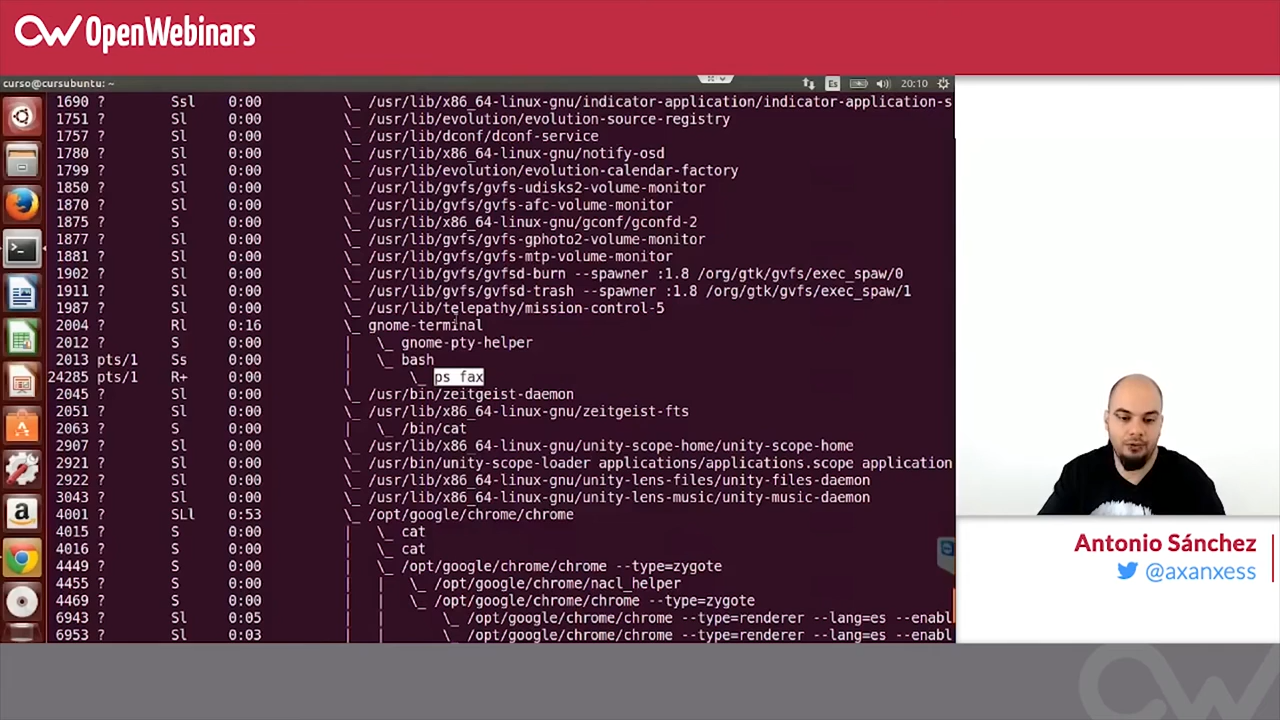 OpenWebinars
curso@cursubuntu: ~
Es
20:10
1690 ? Ssl 0:00 \_ /usr/lib/x86_64-linux-gnu/indicator-application/indicator-application-s
1751 ? Sl 0:00 \_ /usr/lib/evolution/evolution-source-registry
1757 ? Sl 0:00 \_ /usr/lib/dconf/dconf-service
1780 ? Sl 0:00 \_ /usr/lib/x86_64-linux-gnu/notify-osd
1799 ? Sl 0:00 \_ /usr/lib/evolution/evolution-calendar-factory
1850 ? Sl 0:00 \_ /usr/lib/gvfs/gvfs-udisks2-volume-monitor
1870 ? Sl 0:00 \_ /usr/lib/gvfs/gvfs-afc-volume-monitor
1875 ? S 0:00 \_ /usr/lib/x86_64-linux-gnu/gconf/gconfd-2
1877 ? Sl 0:00 \_ /usr/lib/gvfs/gvfs-gphoto2-volume-monitor
1881 ? Sl 0:00 \_ /usr/lib/gvfs/gvfs-mtp-volume-monitor
1902 ? Sl 0:00 \_ /usr/lib/gvfs/gvfsd-burn --spawner :1.8 /org/gtk/gvfs/exec_spaw/0
1911 ? Sl 0:00 \_ /usr/lib/gvfs/gvfsd-trash --spawner :1.8 /org/gtk/gvfs/exec_spaw/1
1987 ? Sl 0:00 \_ /usr/lib/telepathy/mission-control-5
2004 ? Rl 0:16 \_ gnome-terminal
2012 ? S 0:00 | \_ gnome-pty-helper
2013 pts/1 Ss 0:00 | \_ bash
24285 pts/1 R+ 0:00 | \_ ps fax
2045 ? Sl 0:00 \_ /usr/bin/zeitgeist-daemon
2051 ? Sl 0:00 \_ /usr/lib/x86_64-linux-gnu/zeitgeist-fts
2063 ? S 0:00 | \_ /bin/cat
2907 ? Sl 0:00 \_ /usr/lib/x86_64-linux-gnu/unity-scope-home/unity-scope-home
2921 ? Sl 0:00 \_ /usr/bin/unity-scope-loader applications/applications.scope application
2922 ? Sl 0:00 \_ /usr/lib/x86_64-linux-gnu/unity-lens-files/unity-files-daemon
3043 ? Sl 0:00 \_ /usr/lib/x86_64-linux-gnu/unity-lens-music/unity-music-daemon
4001 ? SLl 0:53 \_ /opt/google/chrome/chrome
4015 ? S 0:00 | \_ cat
4016 ? S 0:00 | \_ cat
4449 ? S 0:00 | \_ /opt/google/chrome/chrome --type=zygote
4455 ? S 0:00 | | \_ /opt/google/chrome/nacl_helper
4469 ? S 0:00 | | \_ /opt/google/chrome/chrome --type=zygote
6943 ? Sl 0:05 | | \_ /opt/google/chrome/chrome --type=renderer --lang=es --enabl
6953 ? Sl 0:03 | | \_ /opt/google/chrome/chrome --type=renderer --lang=es --enabl
Antonio Sánchez
@axanxess